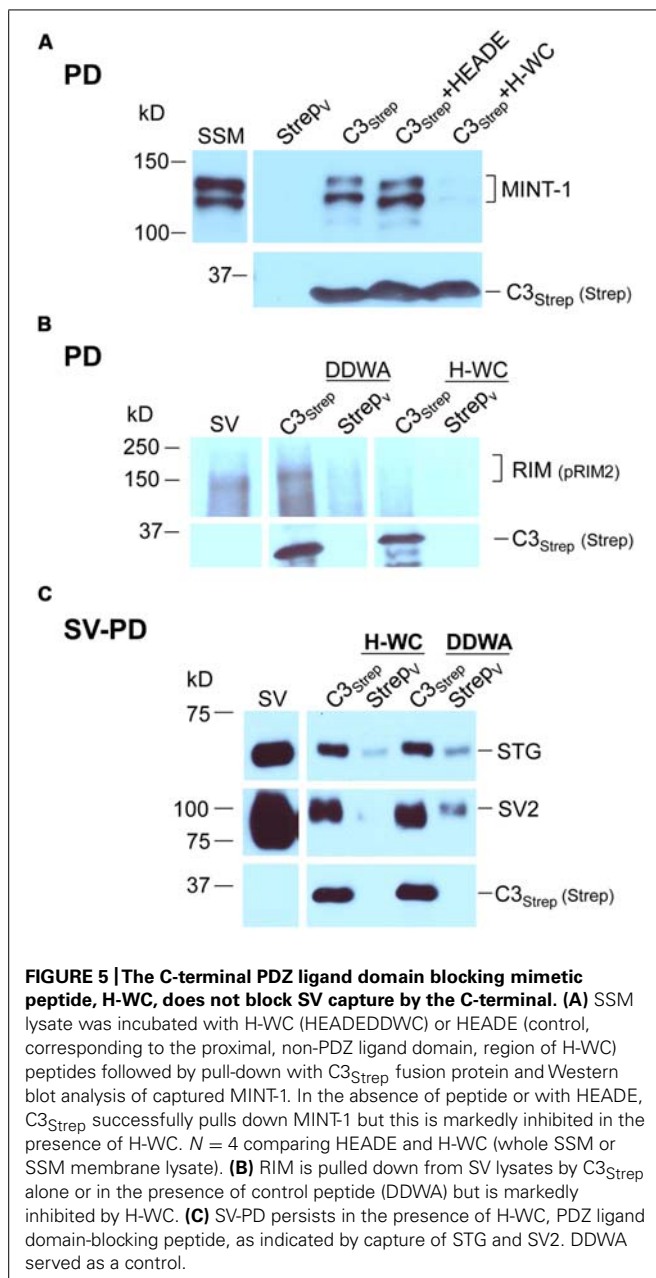 A
PD
kD
SSM
StrepV
C3Strep
C3Strep+HEADE
C3Strep+H-WC
150
MINT-1
100
37
C3Strep (Strep)
B
PD
DDWA
H-WC
kD
SV
C3Strep
StrepV
C3Strep
StrepV
250
150
RIM (pRIM2)
37
C3Strep (Strep)
C
SV-PD
H-WC
DDWA
kD
SV
C3Strep
StrepV
C3Strep
StrepV
75
STG
100
SV2
75
37
C3Strep (Strep)
FIGURE 5 | The C-terminal PDZ ligand domain blocking mimetic
peptide, H-WC, does not block SV capture by the C-terminal. (A) SSM
lysate was incubated with H-WC (HEADEDDWC) or HEADE (control,
corresponding to the proximal, non-PDZ ligand domain, region of H-WC)
peptides followed by pull-down with C3Strep fusion protein and Western
blot analysis of captured MINT-1. In the absence of peptide or with HEADE,
C3Strep successfully pulls down MINT-1 but this is markedly inhibited in the
presence of H-WC. N = 4 comparing HEADE and H-WC (whole SSM or
SSM membrane lysate). (B) RIM is pulled down from SV lysates by C3Strep
alone or in the presence of control peptide (DDWA) but is markedly
inhibited by H-WC. (C) SV-PD persists in the presence of H-WC, PDZ ligand
domain-blocking peptide, as indicated by capture of STG and SV2. DDWA
served as a control.